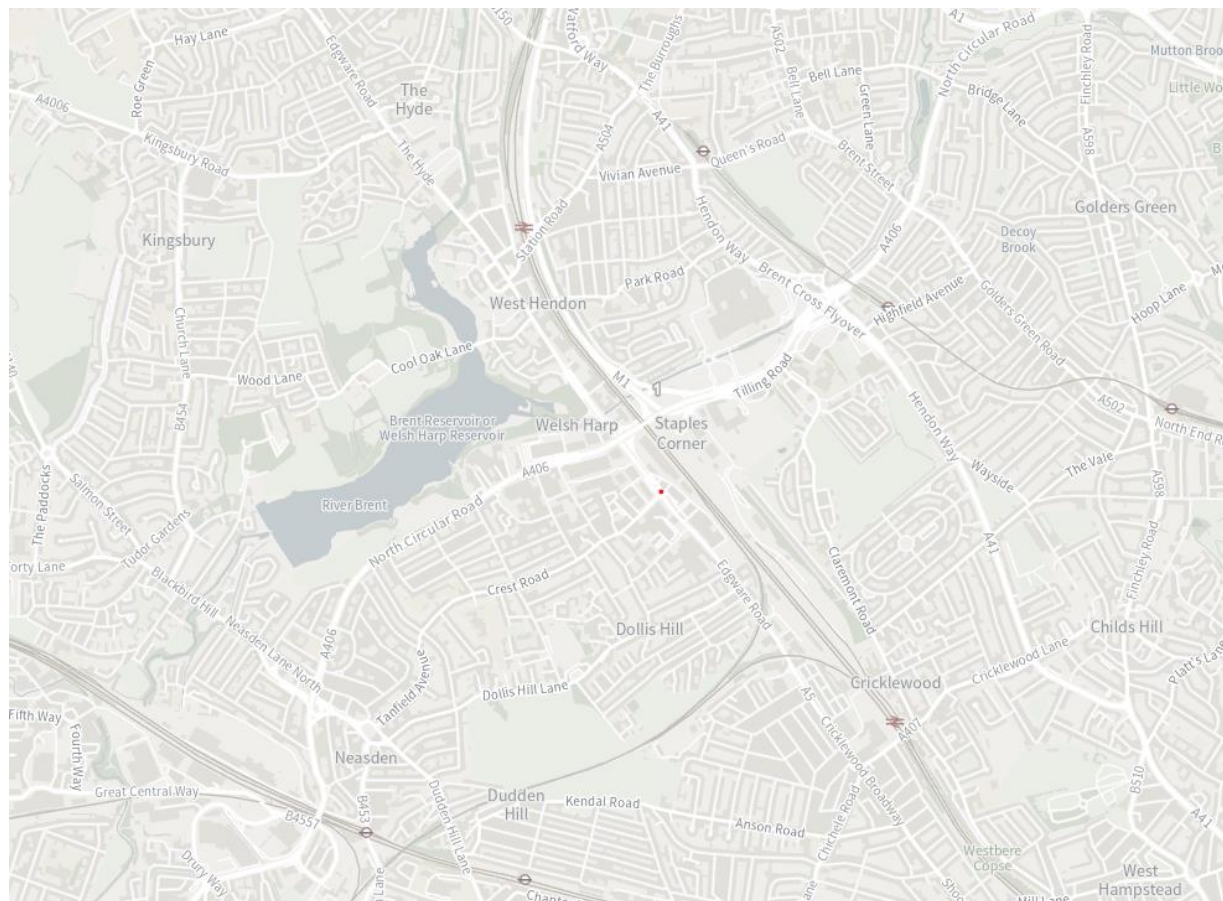 Hay Lane
Edgware Road
A4006
Roe Green
Kingsbury Road
The
Hyde
The Hyde
Watford Way
The Burroughs
A41
A504
A502
Bell Lane
Bell Lane
Green Lane
A1
North Circular Road
Finchley Road
Mutton Broo
Bridge Lane
A598
Queen's Road
Vivian Avenue
Brent Street
Golders Green
Decoy
Brook
A406
Kingsbury
Station Road
Hendon Way
Park Road
Brent Cross Flyover
Highfield Avenue
Golders Green Road
Hoop Lane
West Hendon
Church Lane
Cool Oak Lane
Wood Lane
B454
M1
1
Tilling Road
A502
North End R
Brent Reservoir or
Welsh Harp Reservoir
Welsh Harp
Staples
Corner
Hendon Way
Wayside
The Vale
A598
The Paddocks
Salmon Street
A406
River Brent
Tudor Gardens
North Circular Road
orty Lane
Blackbird Hill
Crest Road
Edgware Road
Claremont Road
A41
Finchley Road
Neasden Lane North
A406
Dollis Hill
Childs Hill
Tanfield Avenue
Dollis Hill Lane
Cricklewood
Cricklewood Lane
Platt's Lane
A5
Cricklewood Broadway
A407
Fifth Way
Fourth Way
Neasden
Great Central Way
B4557
B453
Dudden Hill Lane
Dudden
Hill
Kendal Road
Anson Road
Chichele Road
B510
A41
Drury Way
Westbere
Copse
West
Hampstead
Mill Lane